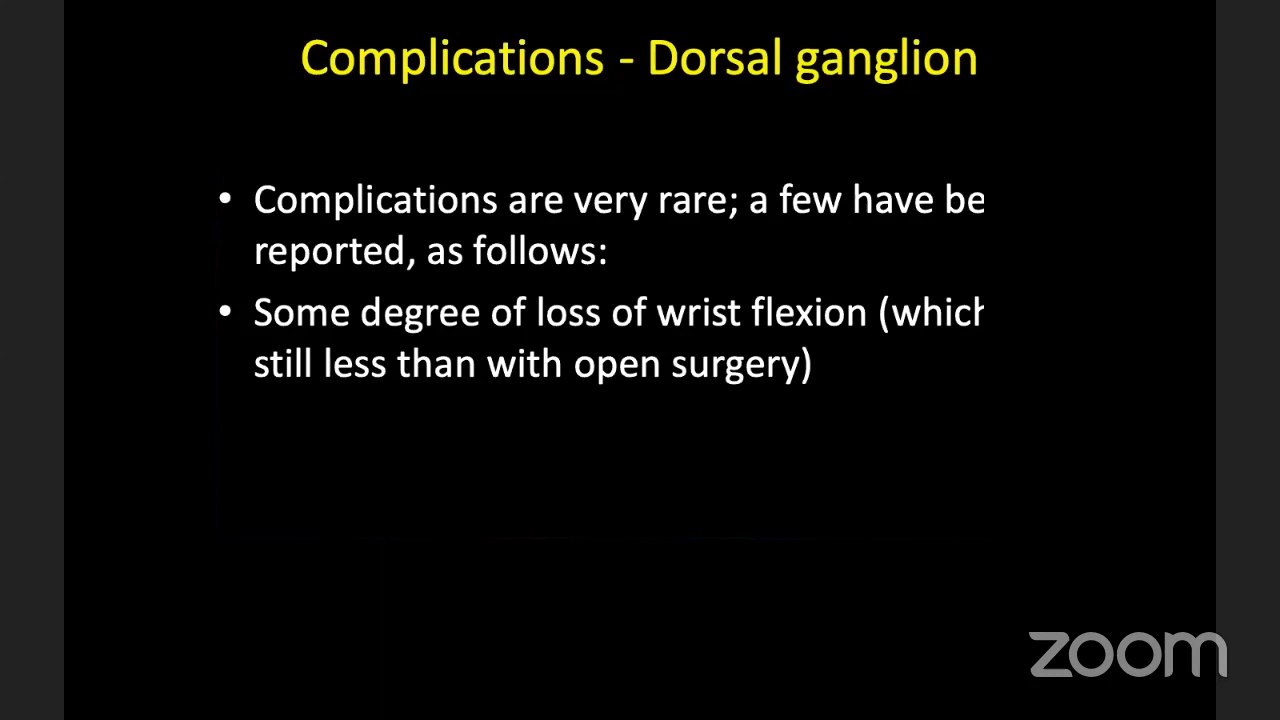 Complications - Dorsal ganglion
• Complications are very rare; a few have be
reported, as follows:
• Some degree of loss of wrist flexion (which
still less than with open surgery)
zoom